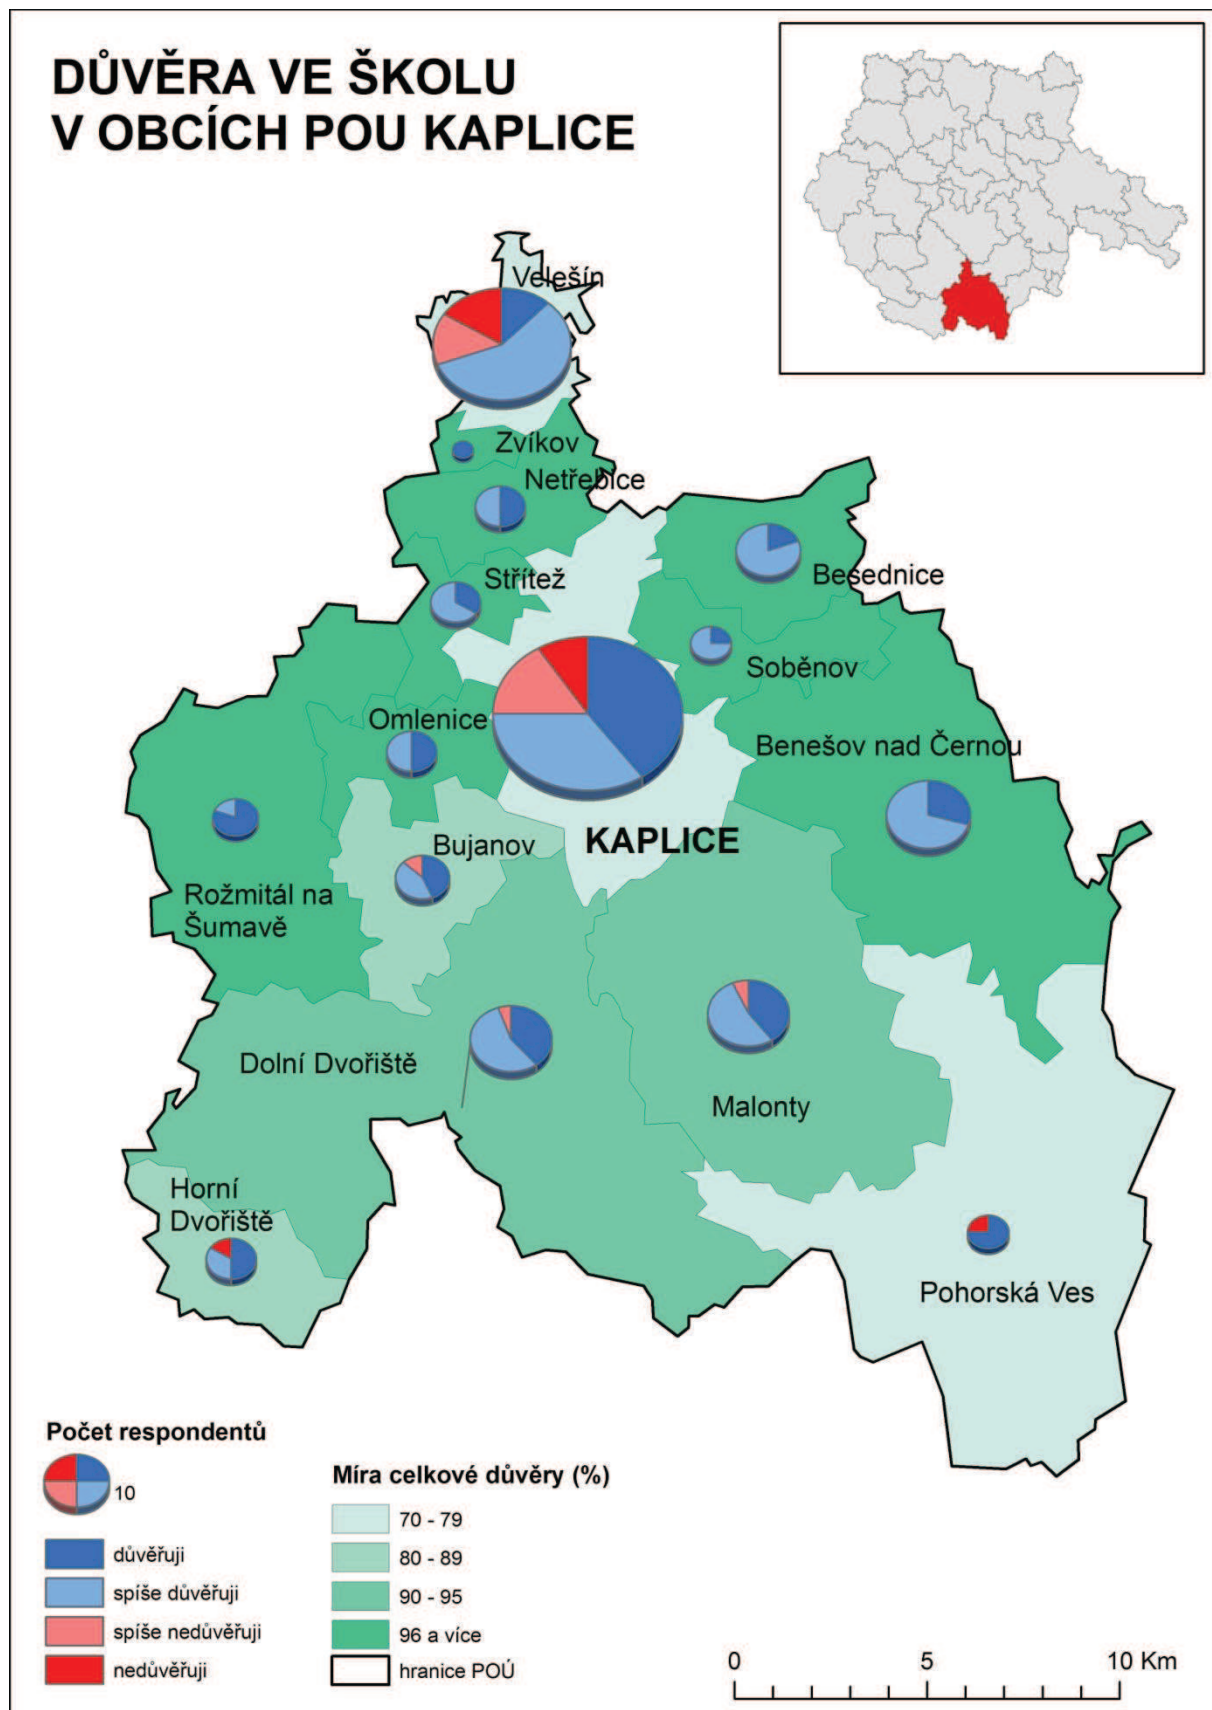 DŮVĚRA VE ŠKOLU
V OBCÍCH POU KAPLICE
Velešín
Zvíkov
Netřebice
Střítež
Besednice
Soběnov
Omlenice
Benešov nad Černou
KAPLICE
Bujanov
Rožmitál na
Šumavě
Dolní Dvořiště
Malonty
Horní
Dvořiště
Pohorská Ves
Počet respondentů
10
důvěřuji
spíše důvěřuji
spíše nedůvěřuji
nedůvěřuji
Míra celkové důvěry (%)
70 - 79
80 - 89
90 - 95
96 a více
hranice POÚ
0 5 10 Km